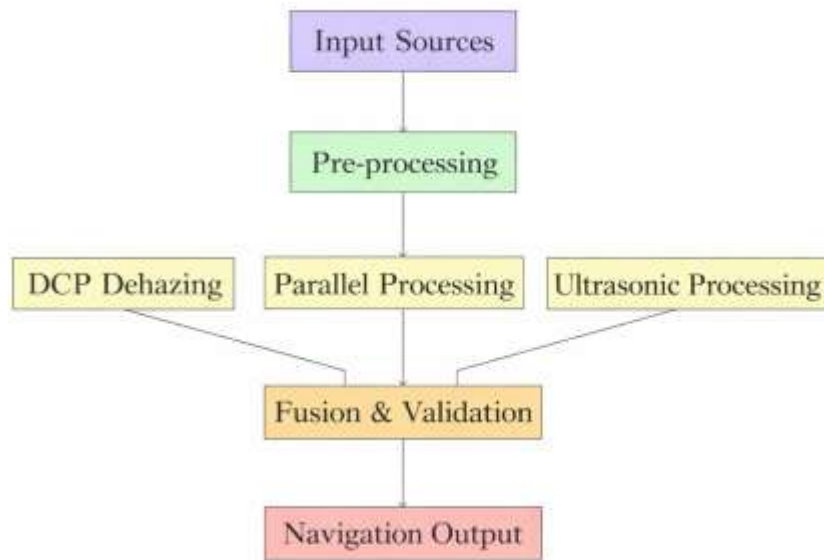 Input Sources
Pre-processing
DCP Dehazing
Parallel Processing
Ultrasonic Processing
Fusion & Validation
Navigation Output